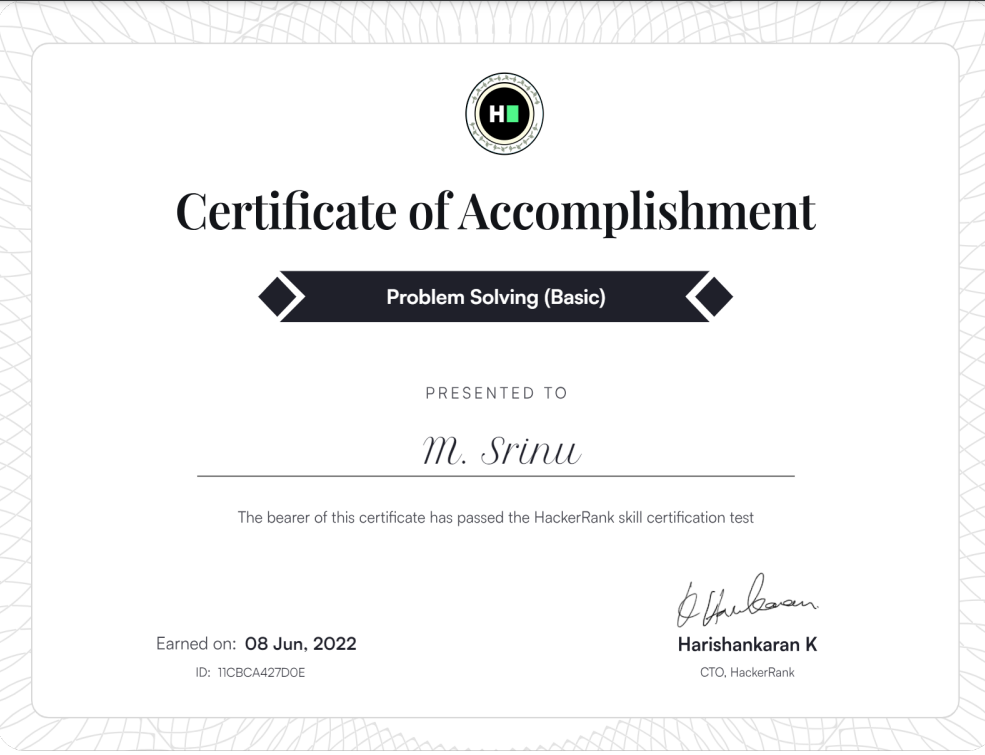 H
Certificate of Accomplishment
Problem Solving (Basic)
PRESENTED TO
M. Srinu
The bearer of this certificate has passed the HackerRank skill certification test
Earned on: 08 Jun, 2022
ID: 11CBCA427D0E
Harishankaran K
CTO, HackerRank